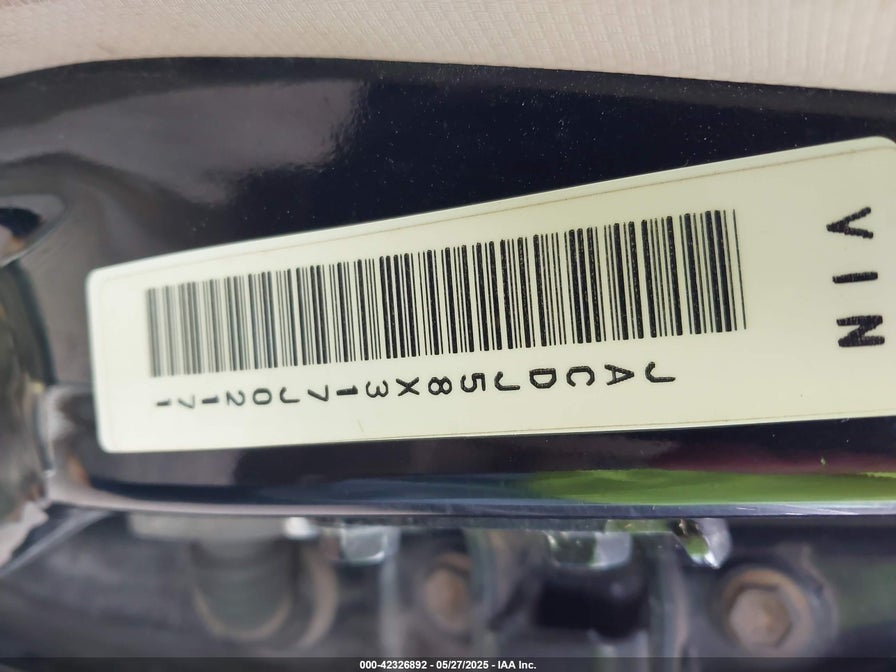 VIN
JACDJ58X317J02171
000-42326892 - 05/27/2025 - IAA Inc.